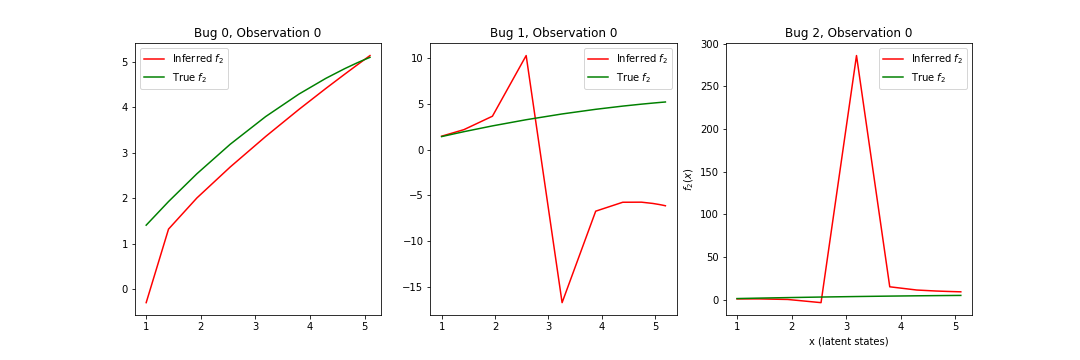 Bug 0, Observation 0
Inferred f₂
True f₂
5
4
3
2
1
0
1 2 3 4 5
Bug 1, Observation 0
Inferred f₂
True f₂
10
5
0
−5
−10
−15
1 2 3 4 5
Bug 2, Observation 0
Inferred f₂
True f₂
f₂(x)
300
250
200
150
100
50
0
1 2 3 4 5
x (latent states)